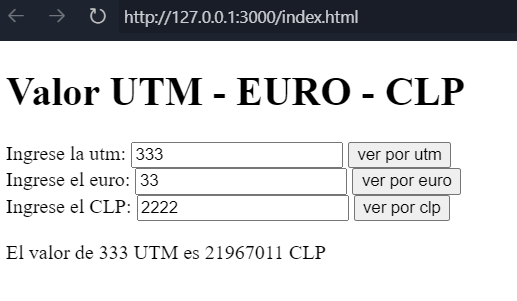 http://127.0.0.1:3000/index.html
Valor UTM - EURO - CLP
Ingrese la utm: 333 ver por utm
Ingrese el euro: 33 ver por euro
Ingrese el CLP: 2222 ver por clp
El valor de 333 UTM es 21967011 CLP